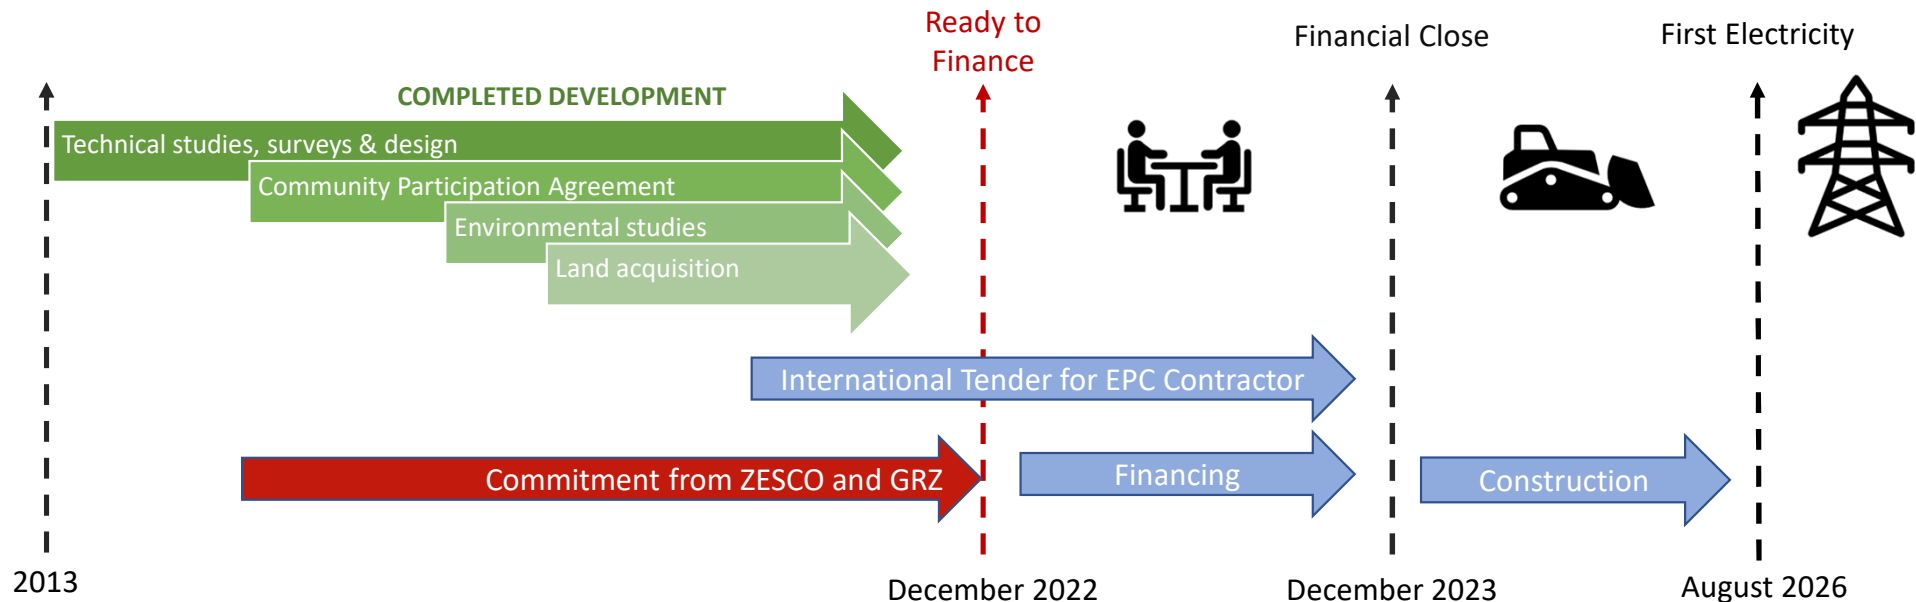 Ready to
Finance
Financial Close
First Electricity
COMPLETED DEVELOPMENT
Technical studies, surveys & design
Community Participation Agreement
Environmental studies
Land acquisition
International Tender for EPC Contractor
Commitment from ZESCO and GRZ
Financing
Construction
2013
December 2022
December 2023
August 2026